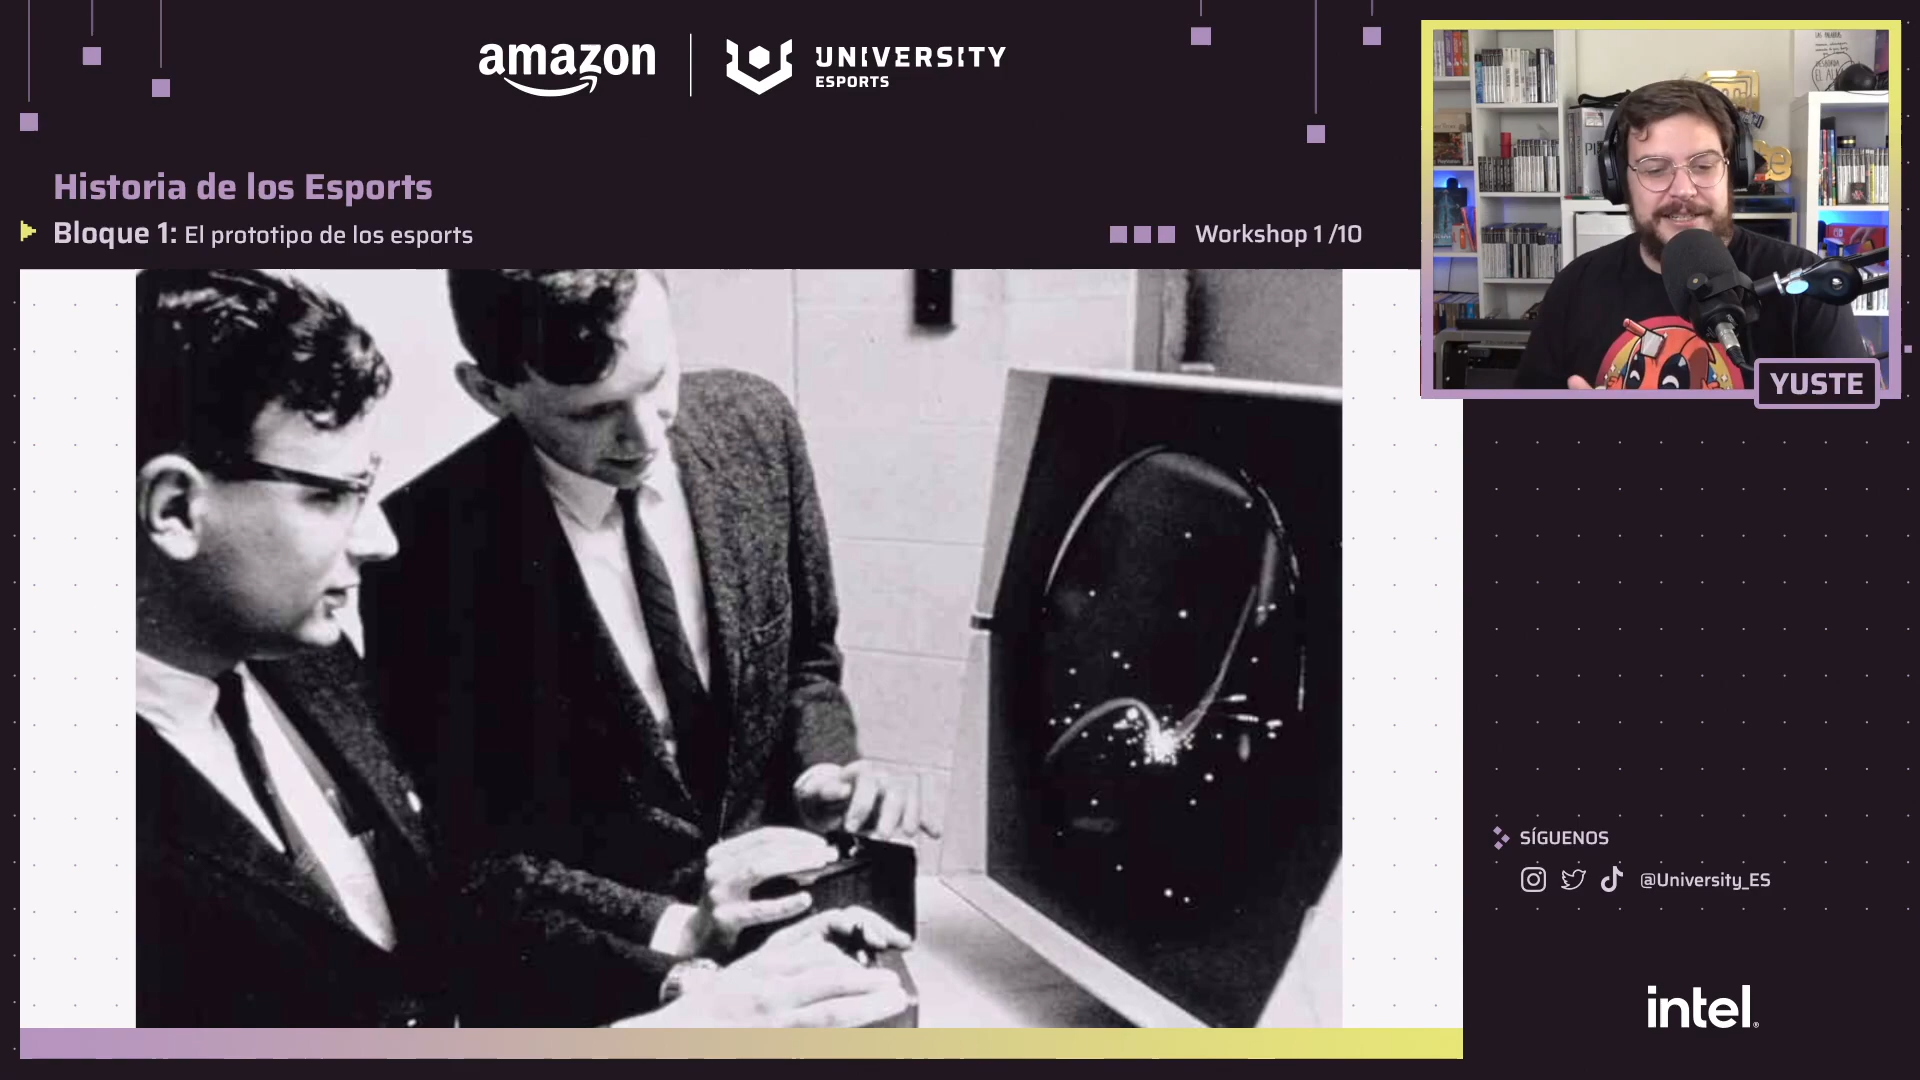 amazon
UNIVERSITY
ESPORTS
Historia de los Esports
Bloque 1: El prototipo de los esports
Workshop 1 /10
YUSTE
SÍGUENOS
@University_ES
intel.